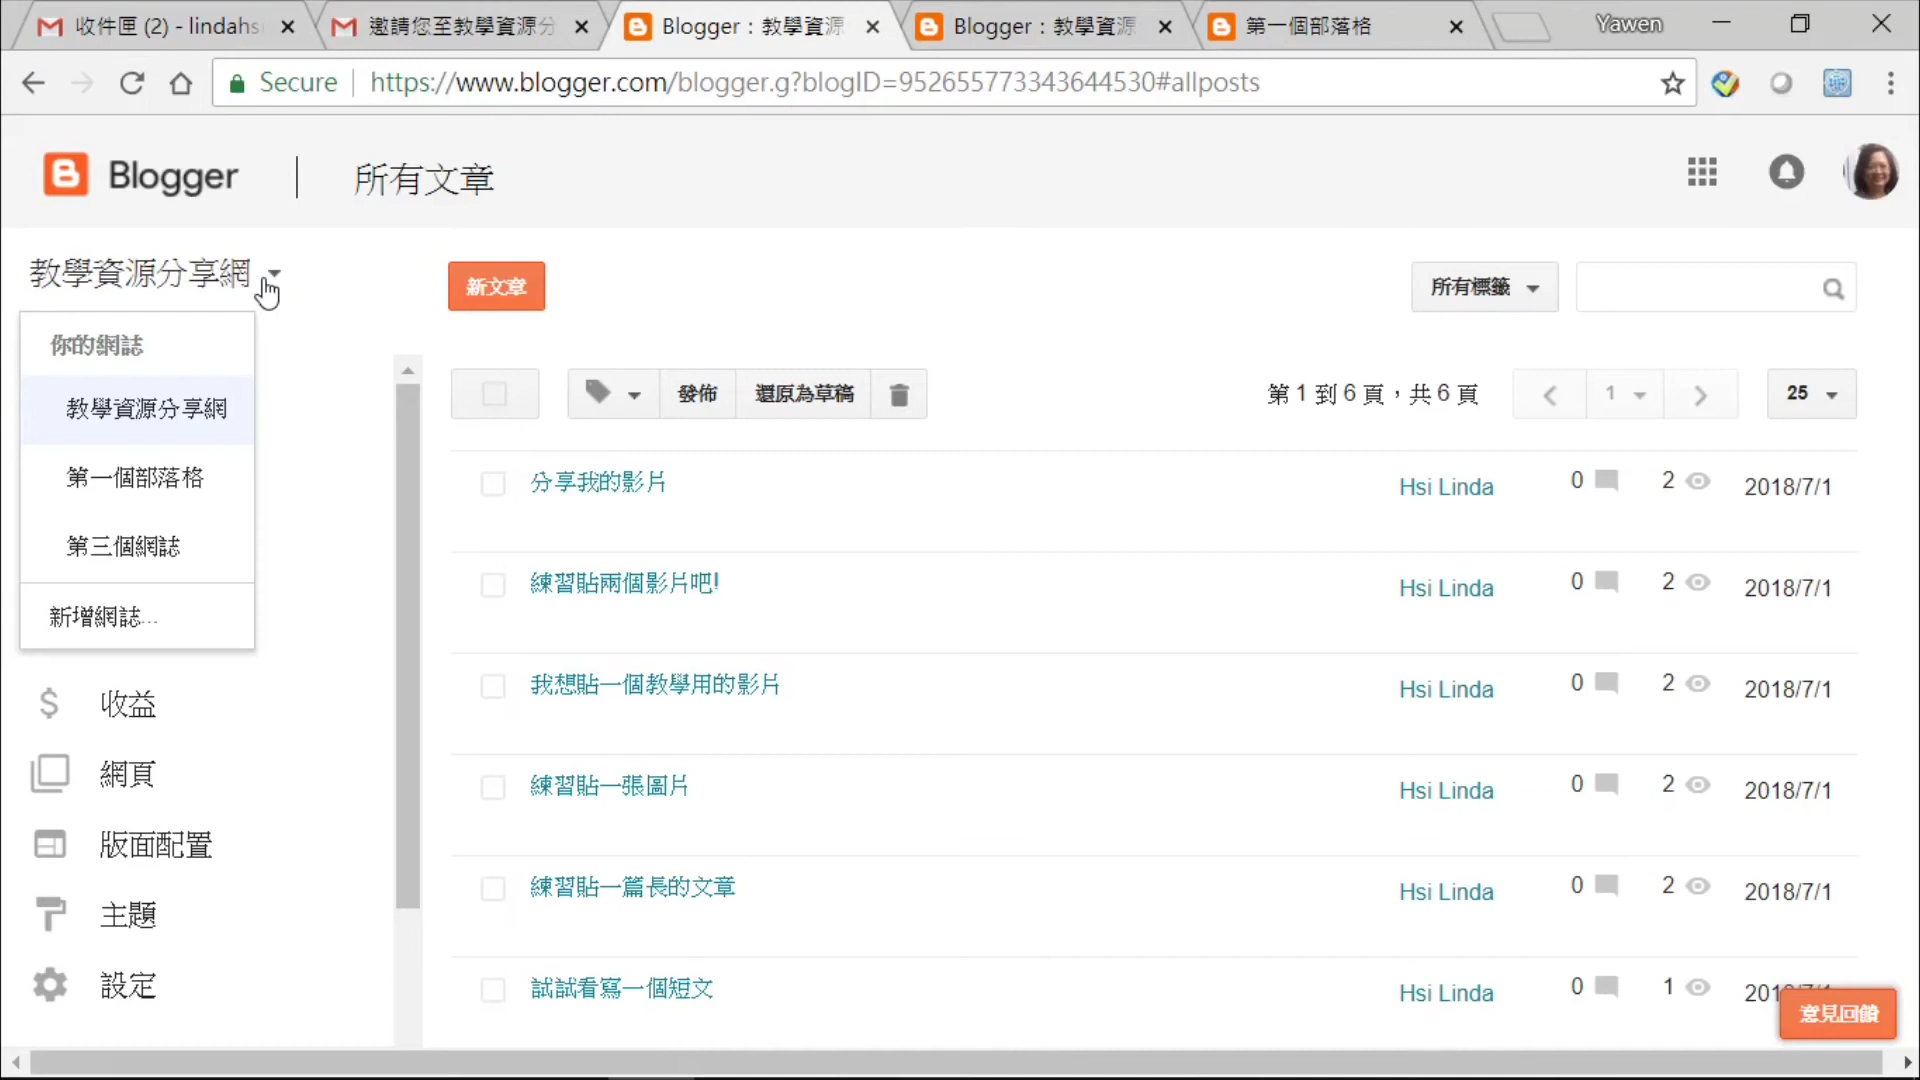 收件匣 (2) - lindahs
邀請您至教學資源分
Blogger：教學資源
Blogger：教學資源
第一個部落格
Yawen
Secure
https://www.blogger.com/blogger.g?blogID=952655773343644530#allposts
Blogger
所有文章
教學資源分享網
新文章
所有標籤
你的網誌
教學資源分享網
第一個部落格
第三個網誌
新增網誌...
發佈
還原為草稿
第 1 到 6 頁，共 6 頁
1
25
分享我的影片 Hsi Linda 0 2 2018/7/1
練習貼兩個影片吧! Hsi Linda 0 2 2018/7/1
我想貼一個教學用的影片 Hsi Linda 0 2 2018/7/1
練習貼一張圖片 Hsi Linda 0 2 2018/7/1
練習貼一篇長的文章 Hsi Linda 0 2 2018/7/1
試試看寫一個短文 Hsi Linda 0 1 2018/7/1
收益
網頁
版面配置
主題
設定
意見回饋